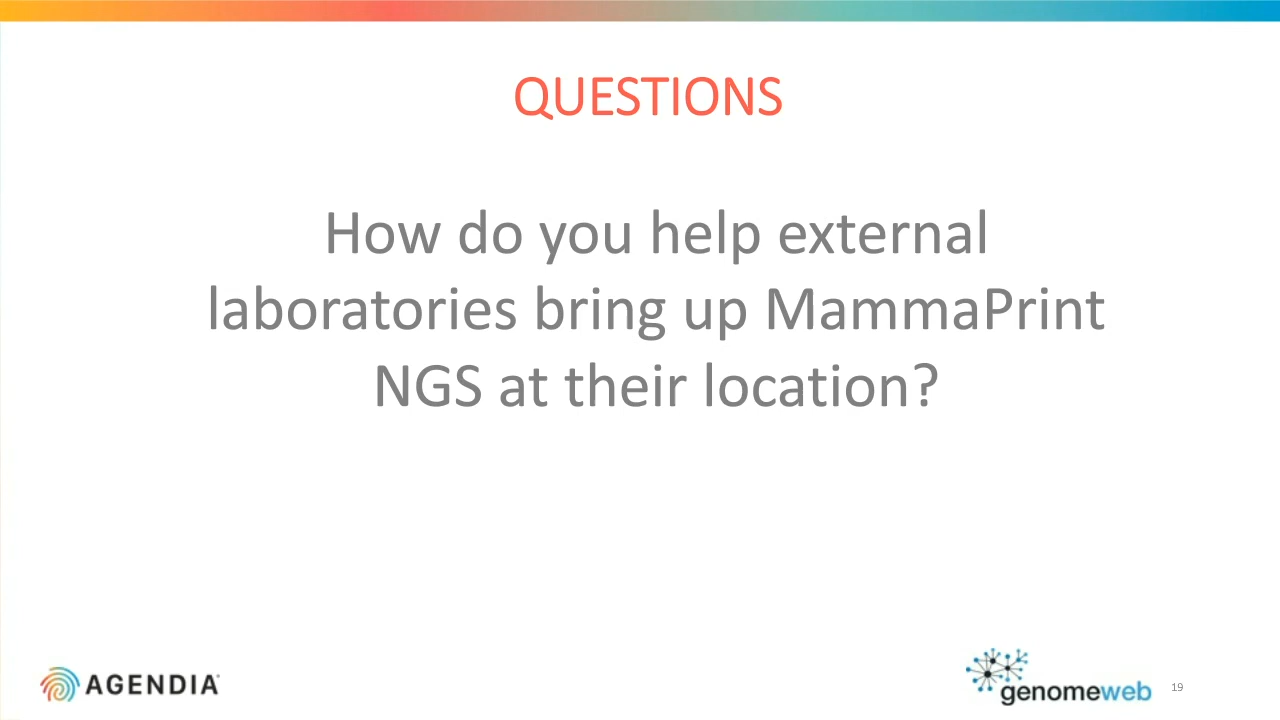 QUESTIONS
How do you help external
laboratories bring up MammaPrint
NGS at their location?
AGENDIA
genomeweb
19